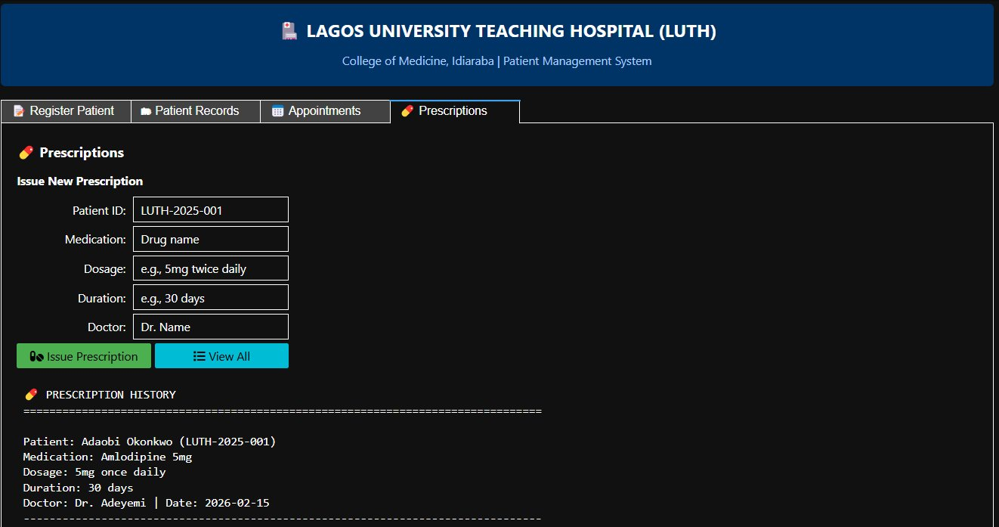 LAGOS UNIVERSITY TEACHING HOSPITAL (LUTH)
College of Medicine, Idiaraba | Patient Management System
Register Patient
Patient Records
Appointments
Prescriptions
Prescriptions
Issue New Prescription
Patient ID: LUTH-2025-001
Medication: Drug name
Dosage: e.g., 5mg twice daily
Duration: e.g., 30 days
Doctor: Dr. Name
Issue Prescription
View All
PRESCRIPTION HISTORY
================================================================================
Patient: Adaobi Okonkwo (LUTH-2025-001)
Medication: Amlodipine 5mg
Dosage: 5mg once daily
Duration: 30 days
Doctor: Dr. Adeyemi | Date: 2026-02-15
--------------------------------------------------------------------------------